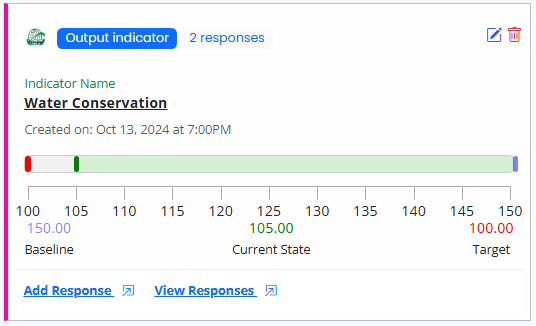 Output indicator 2 responses
Indicator Name
Water Conservation
Created on: Oct 13, 2024 at 7:00PM
100 105 110 115 120 125 130 135 140 145 150
150.00 105.00 100.00
Baseline Current State Target
Add Response View Responses